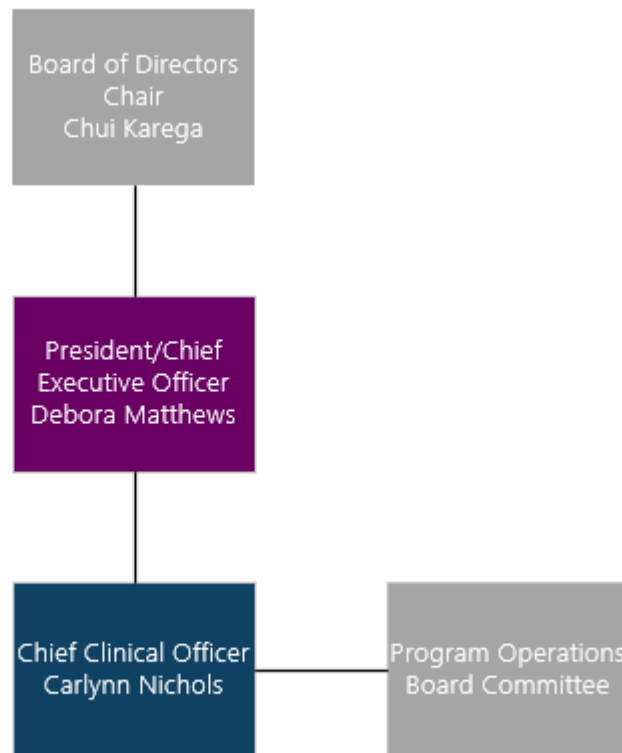 Board of Directors
Chair
Chui Karega
President/Chief
Executive Officer
Debora Matthews
Chief Clinical Officer
Carlynn Nichols
Program Operations
Board Committee